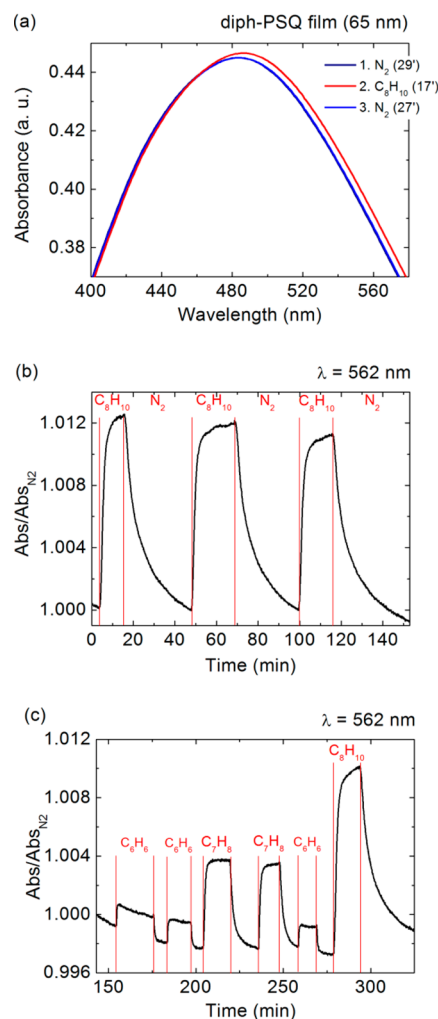 (a)
diph-PSQ film (65 nm)
Absorbance (a. u.)
0.44
0.42
0.40
0.38
1. N₂ (29')
2. C₈H₁₀ (17')
3. N₂ (27')
400 440 480 520 560
Wavelength (nm)
(b)
λ = 562 nm
C₈H₁₀ N₂ C₈H₁₀ N₂ C₈H₁₀ N₂
Abs/Abs_N2
1.012
1.008
1.004
1.000
0 20 40 60 80 100 120 140
Time (min)
(c)
λ = 562 nm
Abs/Abs_N2
1.012
1.008
1.004
1.000
0.996
C₈H₁₀
C₆H₆ C₆H₆ C₇H₈ C₇H₈ C₆H₆
150 200 250 300
Time (min)